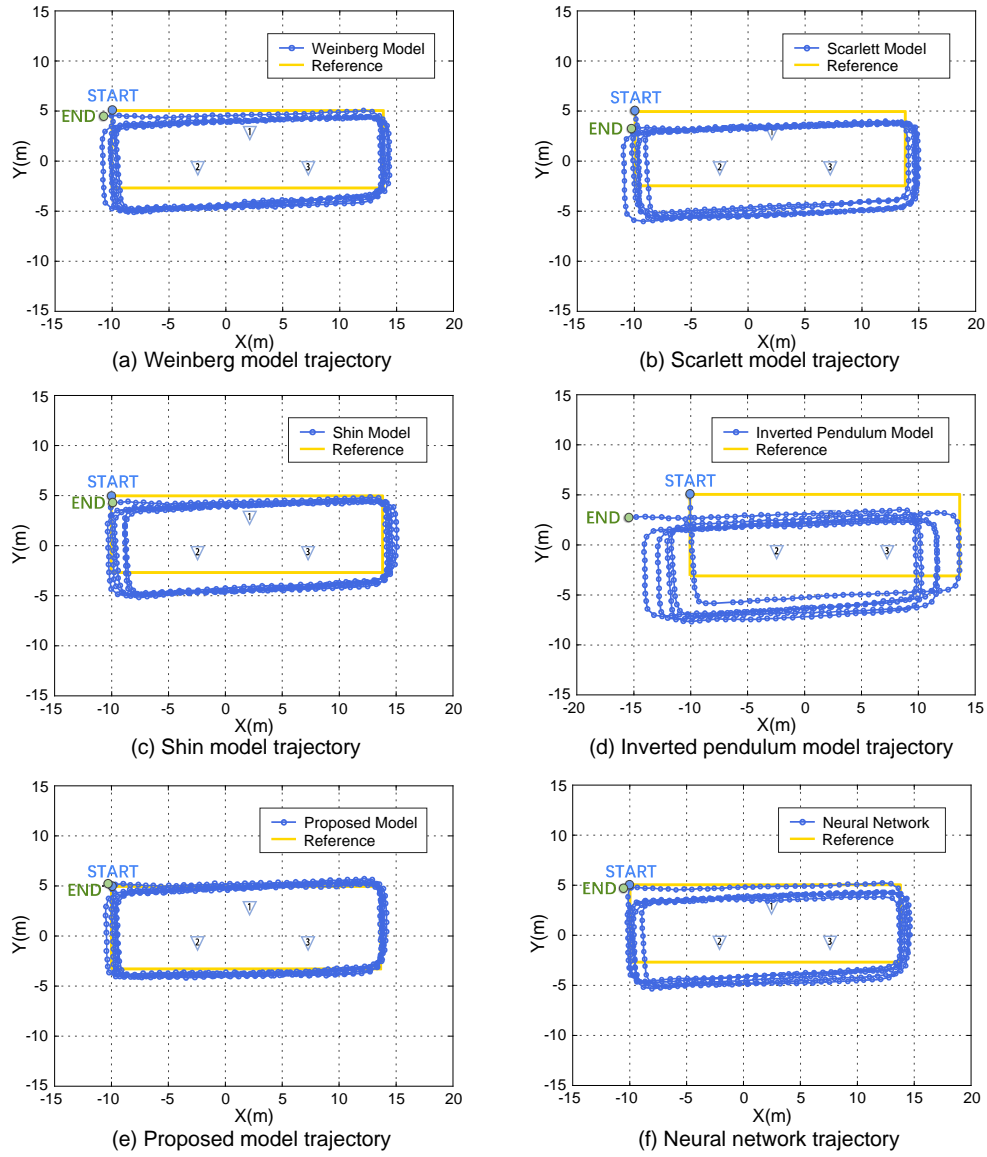 15
10
5
0
-5
-10
-15
Y(m)
Weinberg Model
Reference
START
END
1
2
3
-15 -10 -5 0 5 10 15 20
X(m)
(a) Weinberg model trajectory
15
10
5
0
-5
-10
-15
Y(m)
Scarlett Model
Reference
START
END
1
2
3
-15 -10 -5 0 5 10 15 20
X(m)
(b) Scarlett model trajectory
15
10
5
0
-5
-10
-15
Y(m)
Shin Model
Reference
START
END
1
2
3
-15 -10 -5 0 5 10 15 20
X(m)
(c) Shin model trajectory
15
10
5
0
-5
-10
-15
Y(m)
Inverted Pendulum Model
Reference
START
END
2
3
-20 -15 -10 -5 0 5 10 15
X(m)
(d) Inverted pendulum model trajectory
15
10
5
0
-5
-10
-15
Y(m)
Proposed Model
Reference
START
END
1
2
3
-15 -10 -5 0 5 10 15 20
X(m)
(e) Proposed model trajectory
15
10
5
0
-5
-10
-15
Y(m)
Neural Network
Reference
START
END
1
2
3
-15 -10 -5 0 5 10 15 20
X(m)
(f) Neural network trajectory